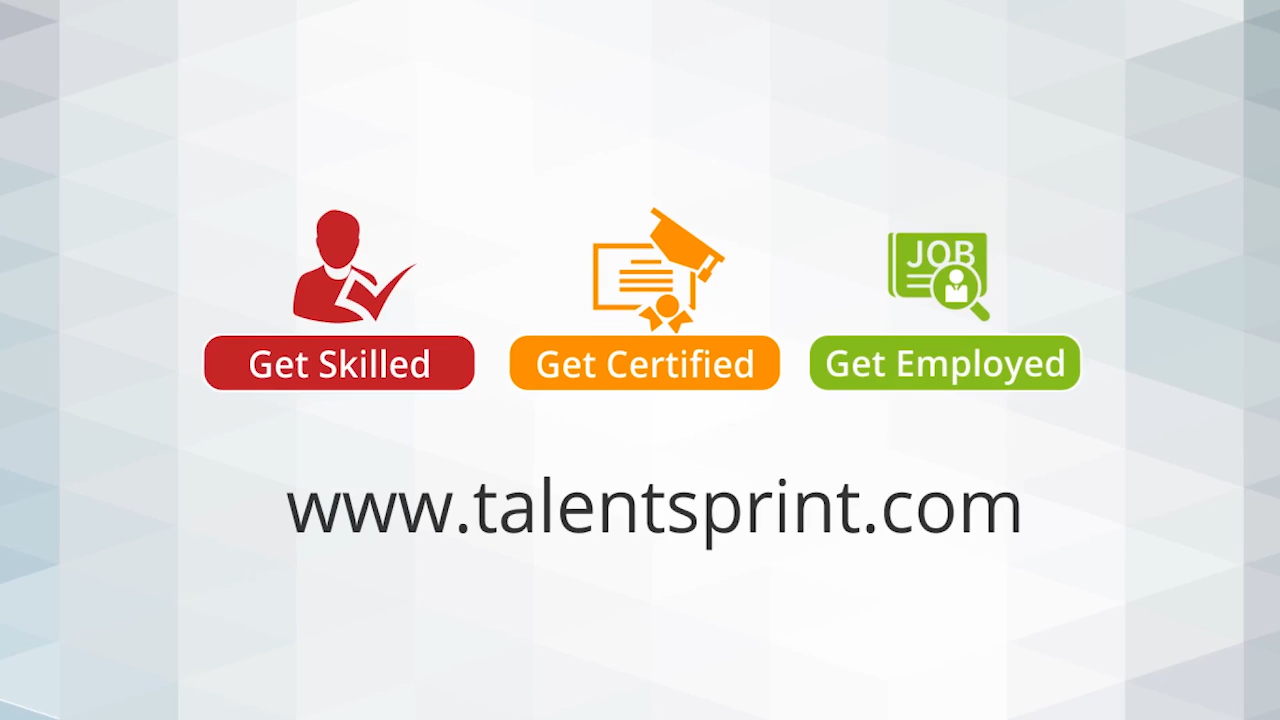 JOB
Get Skilled
Get Certified
Get Employed
www.talentsprint.com